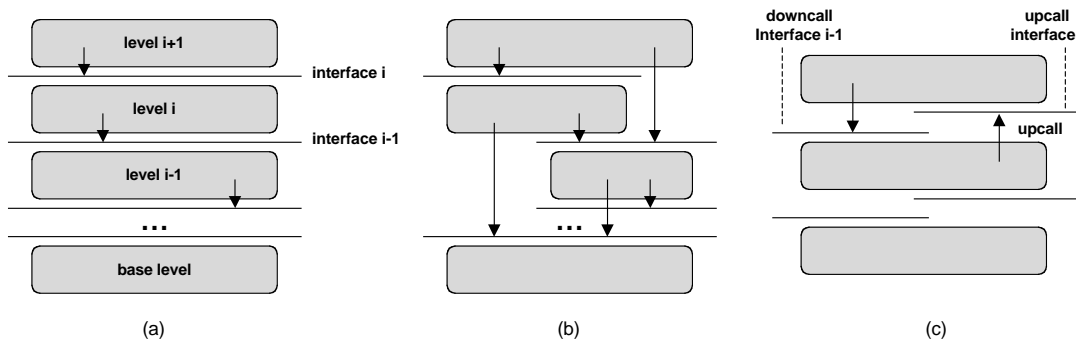 level i+1
interface i
level i
interface i-1
level i-1
...
base level
(a)
...
(b)
downcall
Interface i-1
upcall
interface
upcall
(c)